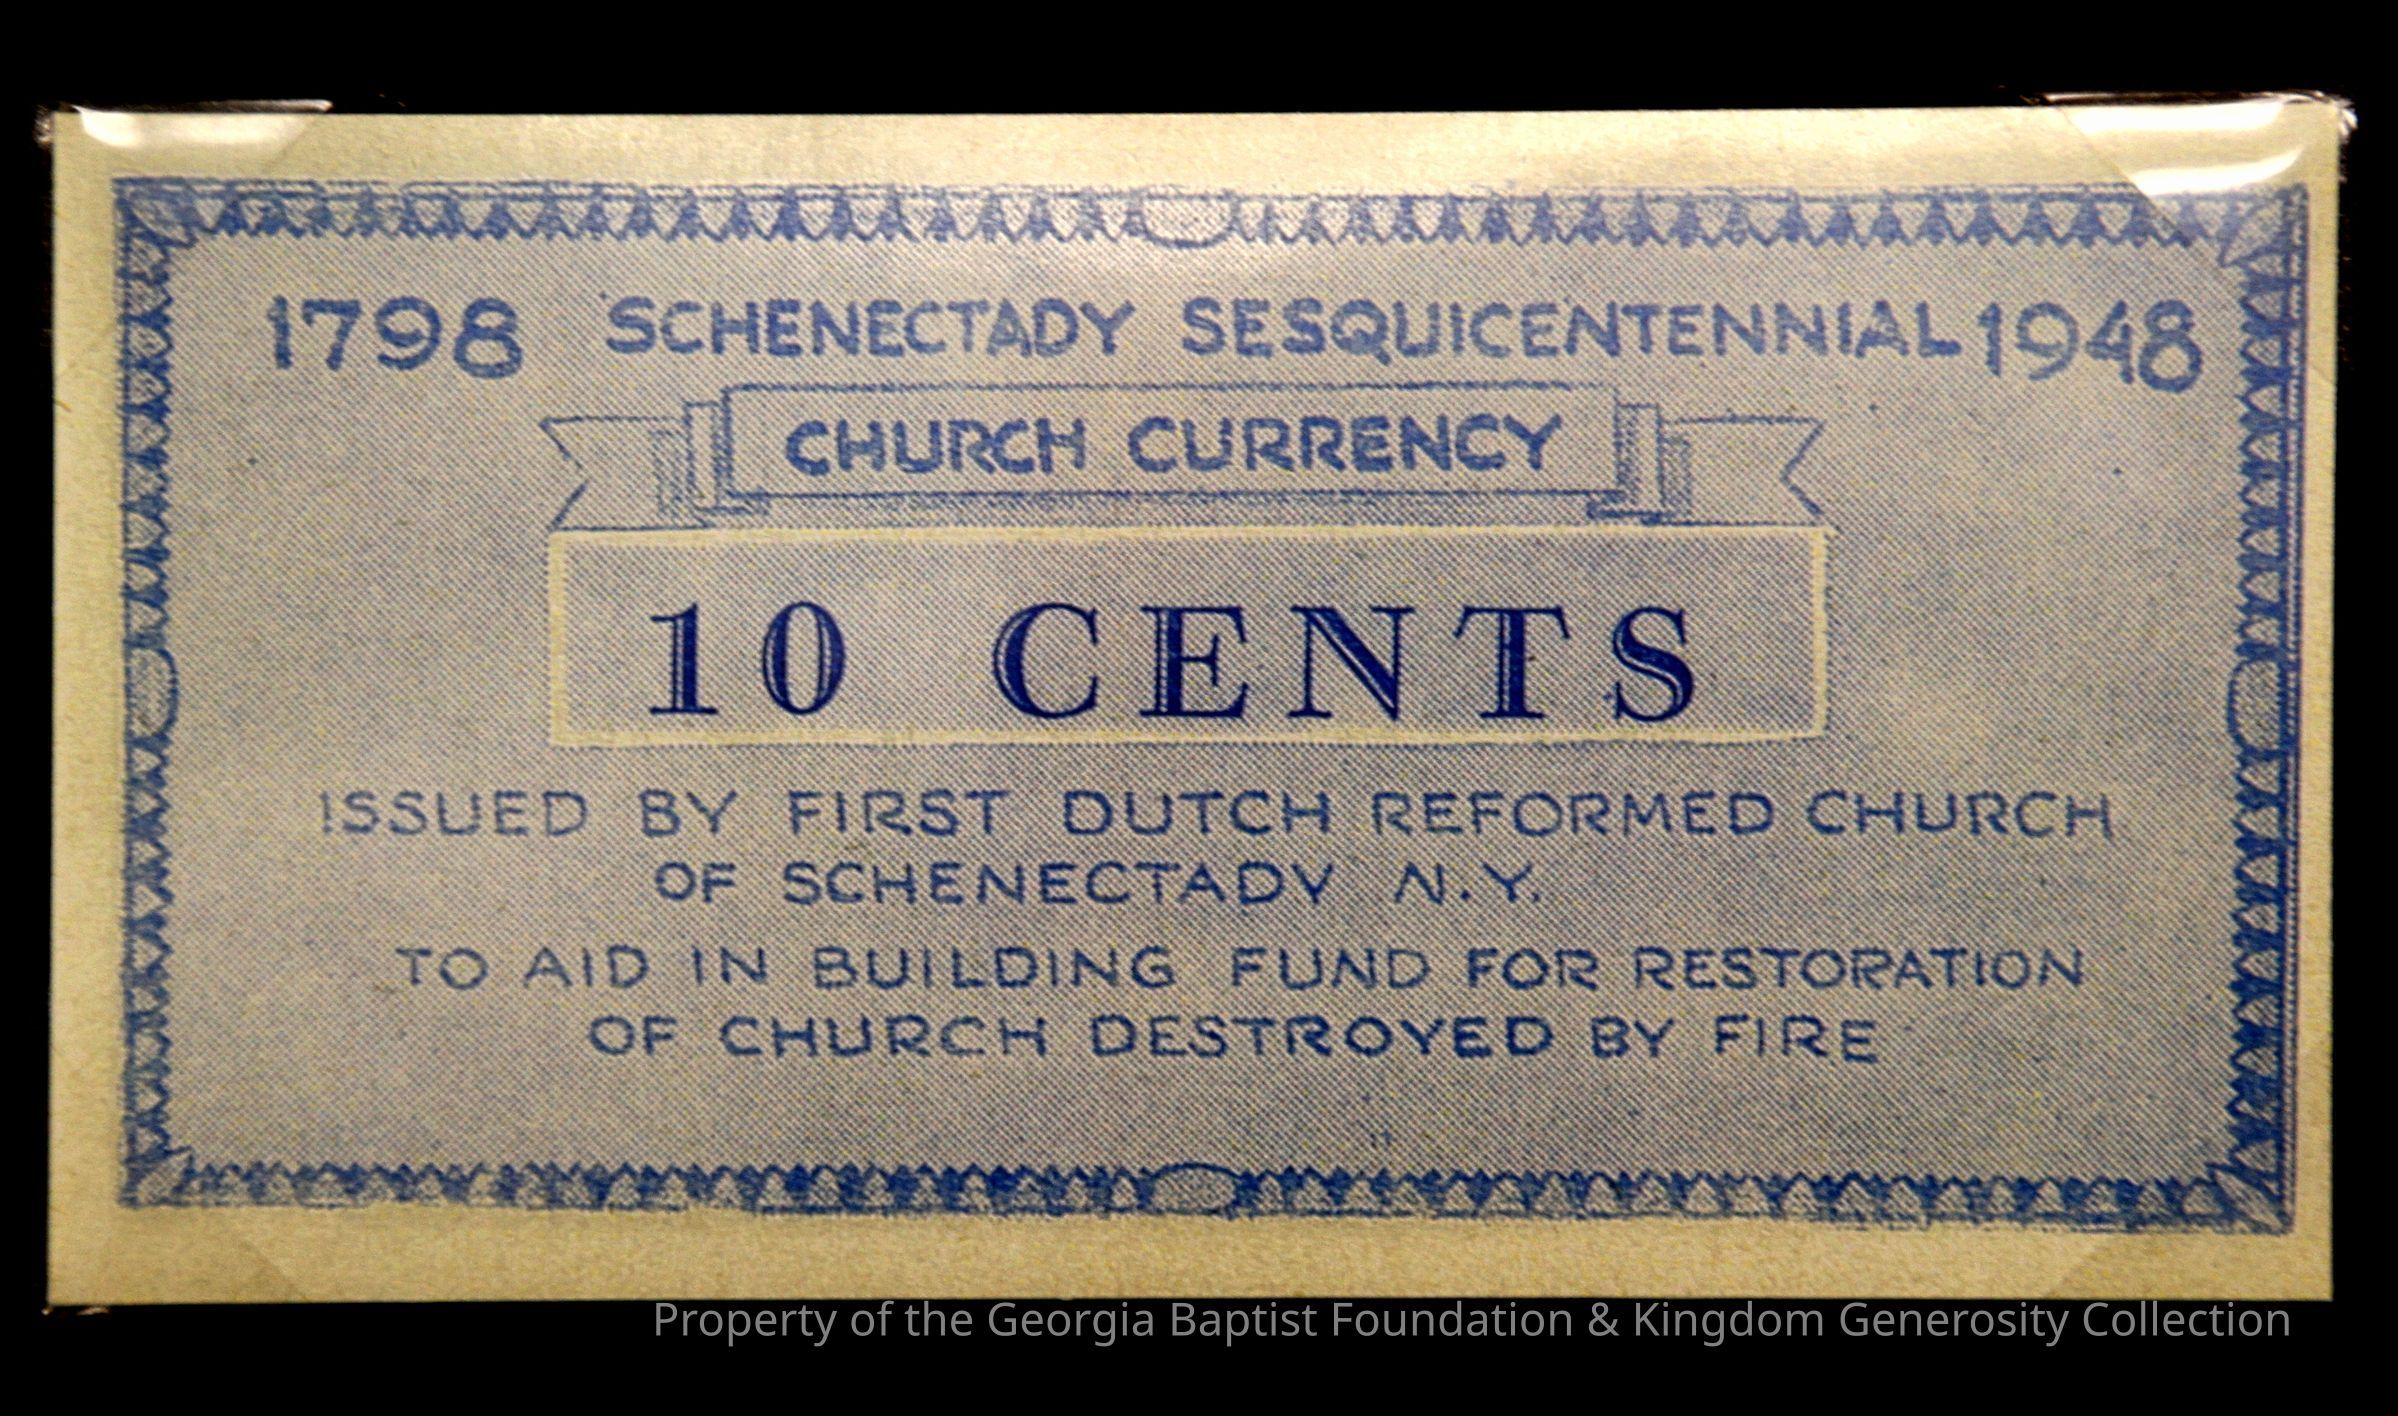 1798 SCHENECTADY SESQUICENTENNIAL 1948
CHURCH CURRENCY
10 CENTS
ISSUED BY FIRST DUTCH REFORMED CHURCH
OF SCHENECTADY N.Y.
TO AID IN BUILDING FUND FOR RESTORATION
OF CHURCH DESTROYED BY FIRE
Property of the Georgia Baptist Foundation & Kingdom Generosity Collection